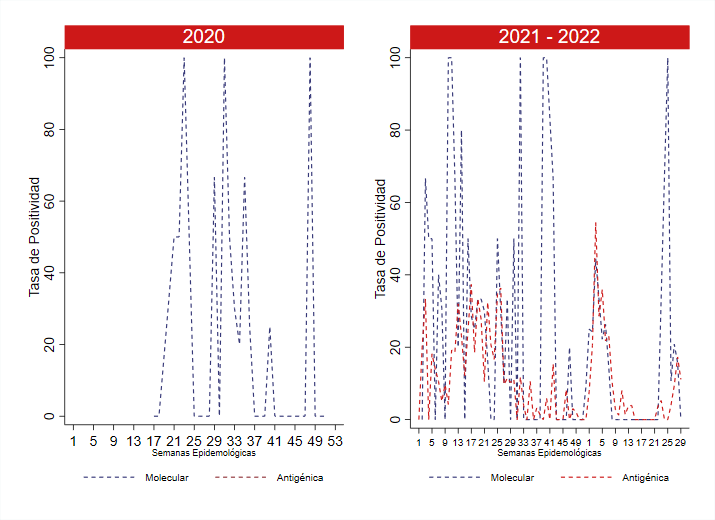 2020
2021 - 2022
Tasa de Positividad
100
80
60
40
20
0
1 5 9 13 17 21 25 29 33 37 41 45 49 53
Semanas Epidemológicas
Molecular Antigénica
Tasa de Positividad
100
80
60
40
20
0
1 5 9 13 17 21 25 29 33 37 41 45 49 1 5 9 13 17 21 25 29
Semanas Epidemológicas
Molecular Antigénica